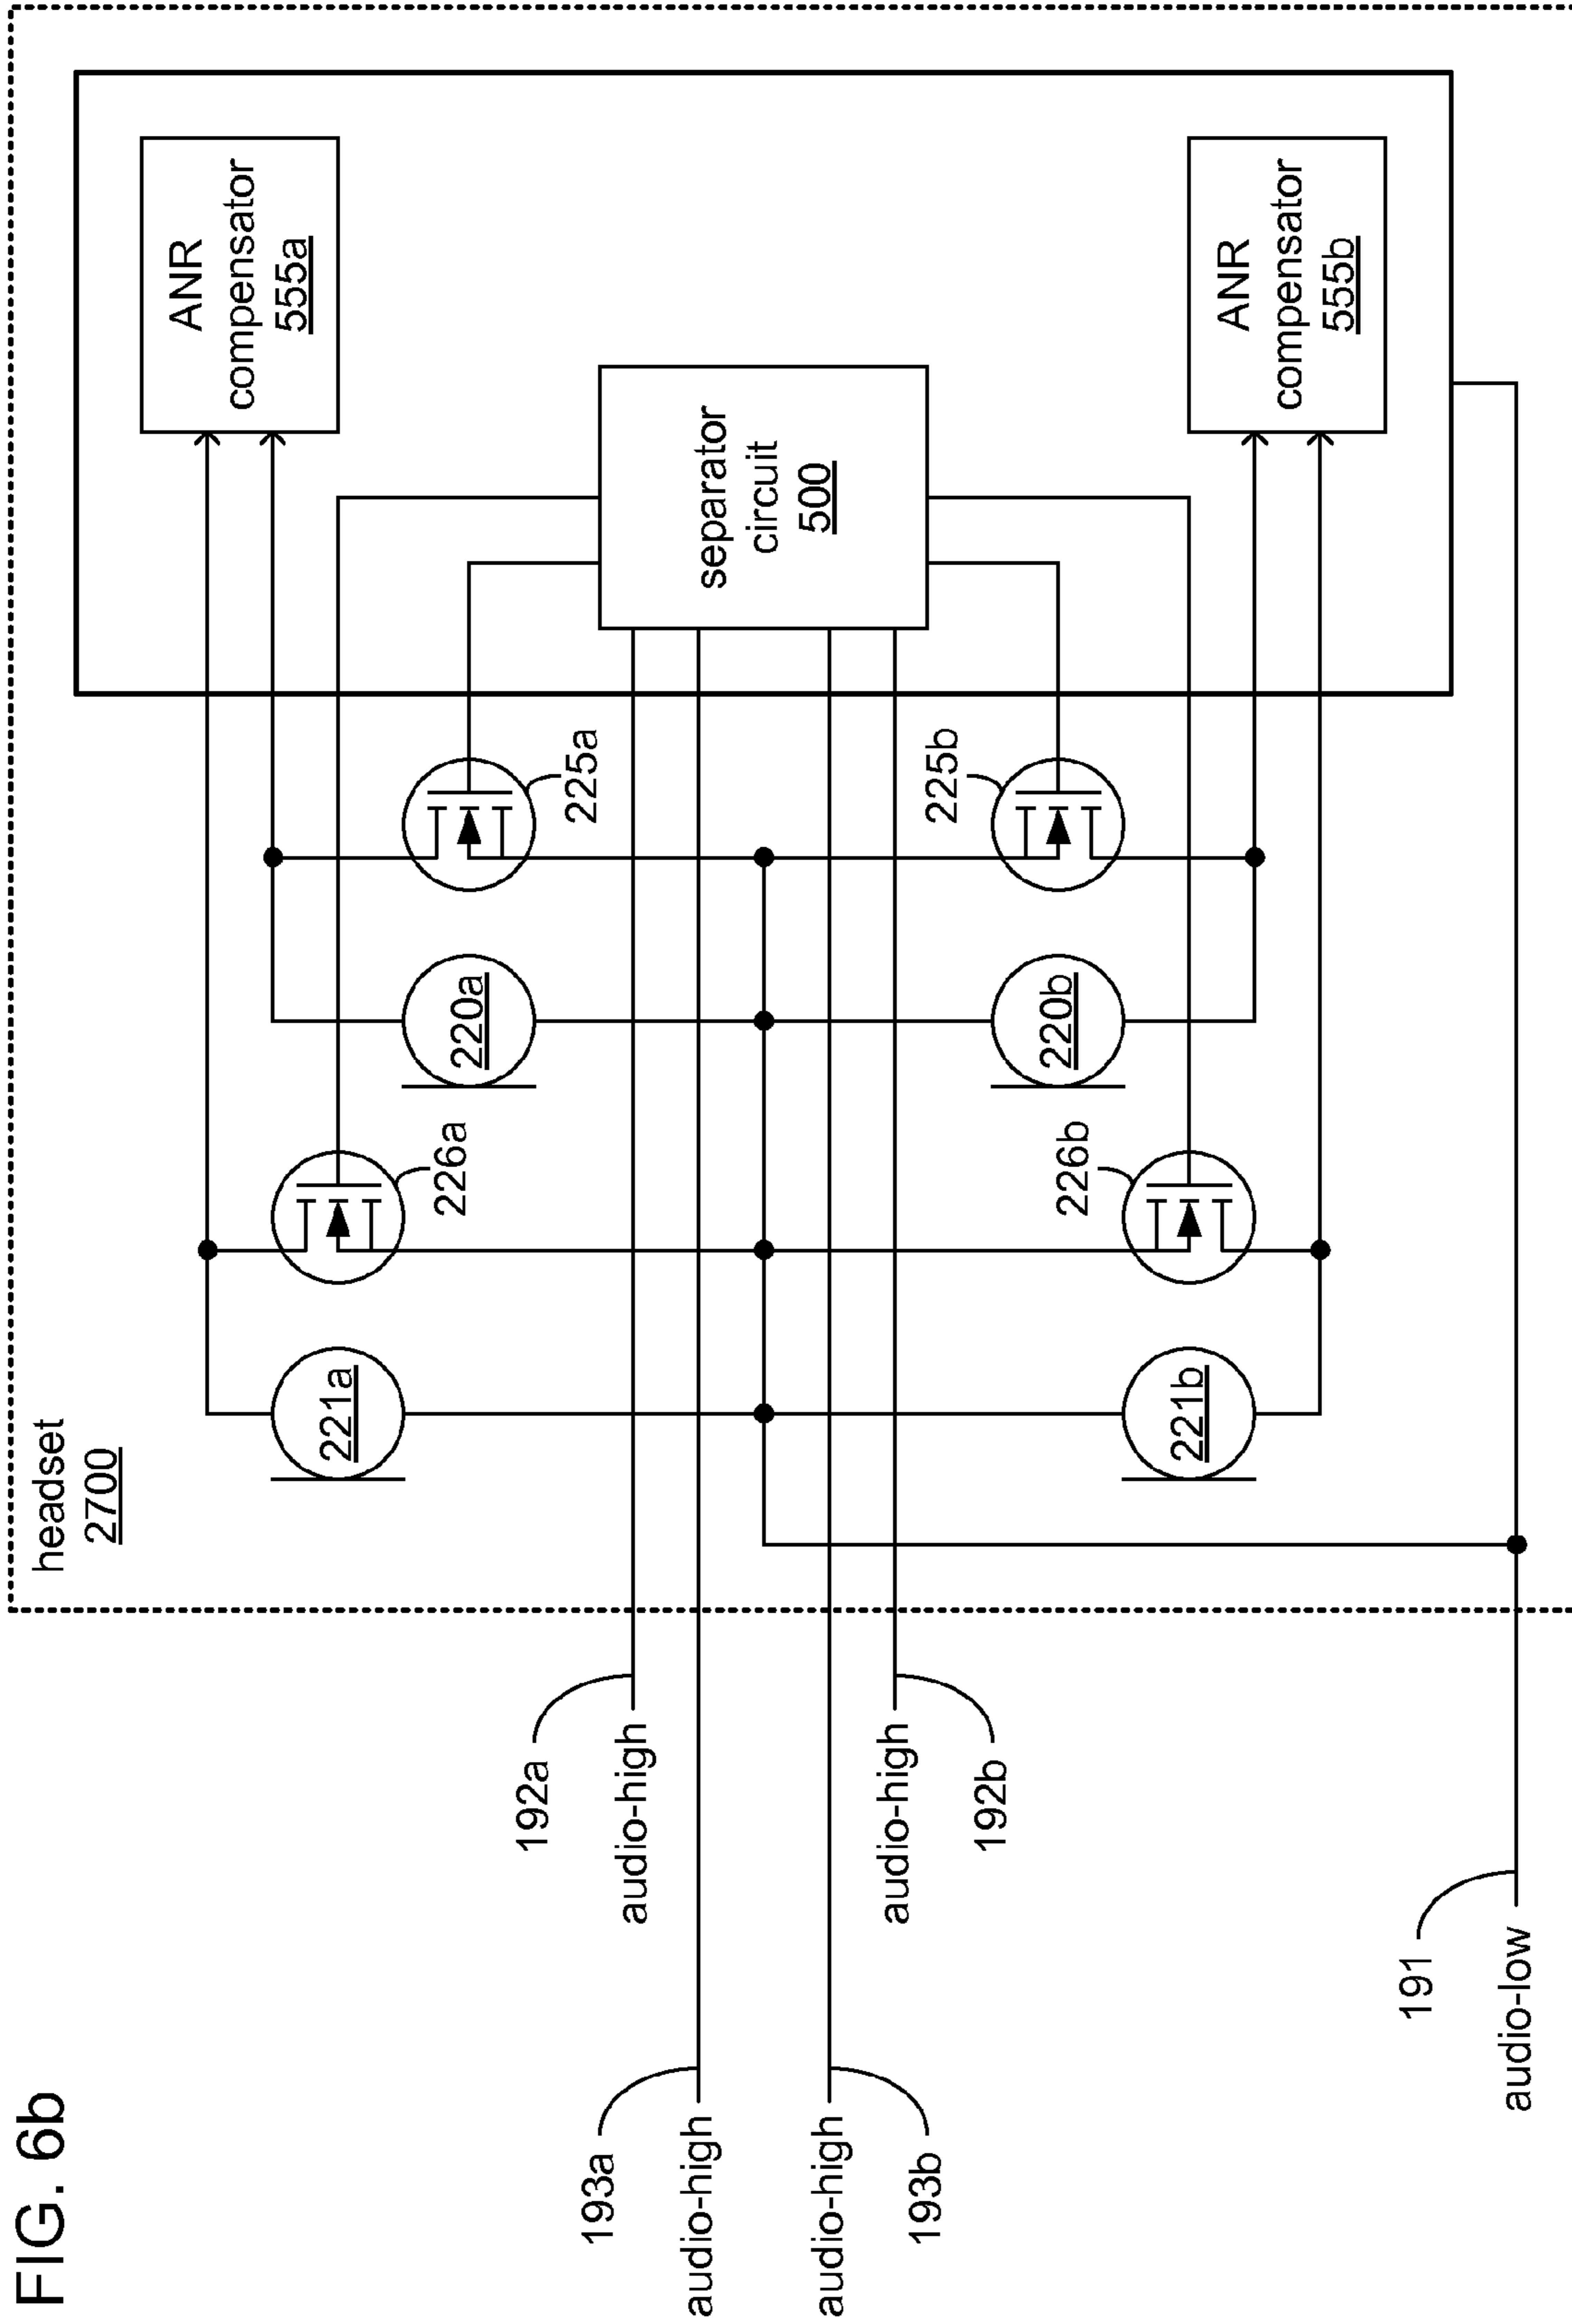 FIG. 6b
headset
2700
ANR
compensator
555a
separator
circuit
500
ANR
compensator
555b
225a
225b
220a
220b
226a
226b
221a
221b
192a
audio-high
193a
audio-high
audio-high
192b
audio-high
193b
191
audio-low